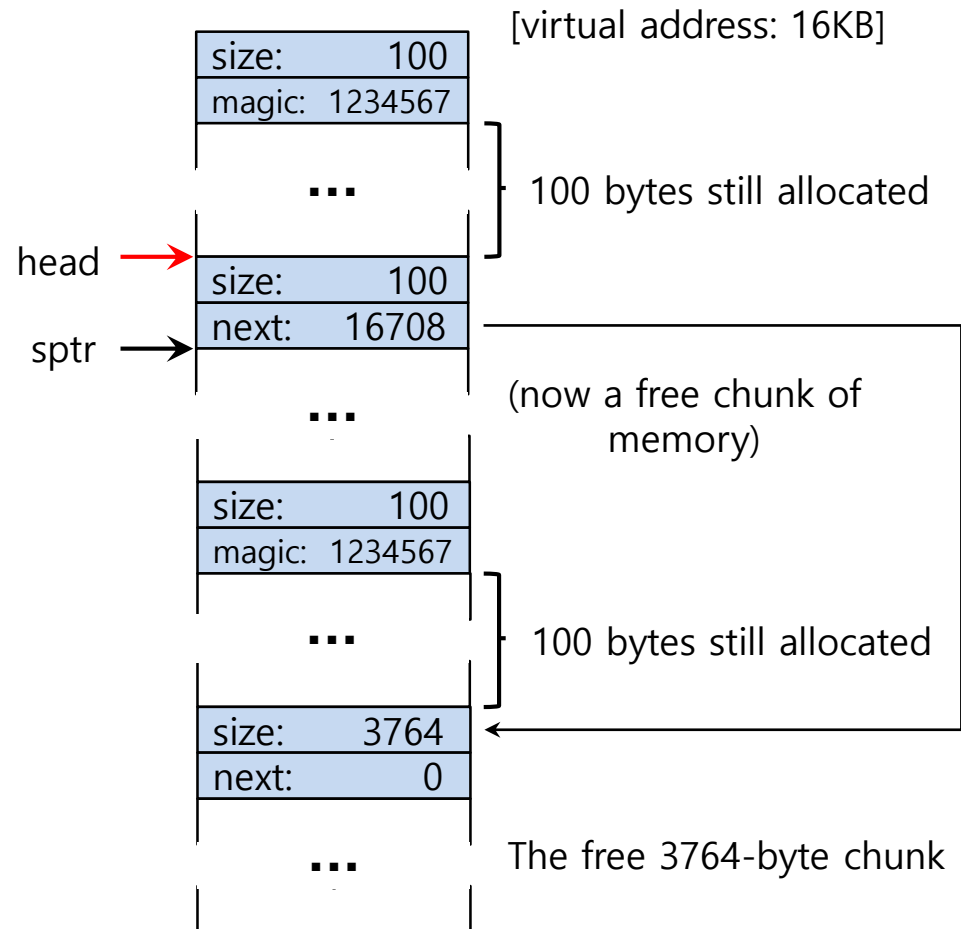 [virtual address: 16KB]
size: 100
magic: 1234567
...
100 bytes still allocated
head
size: 100
next: 16708
sptr
(now a free chunk of
memory)
...
size: 100
magic: 1234567
...
100 bytes still allocated
size: 3764
next: 0
...
The free 3764-byte chunk